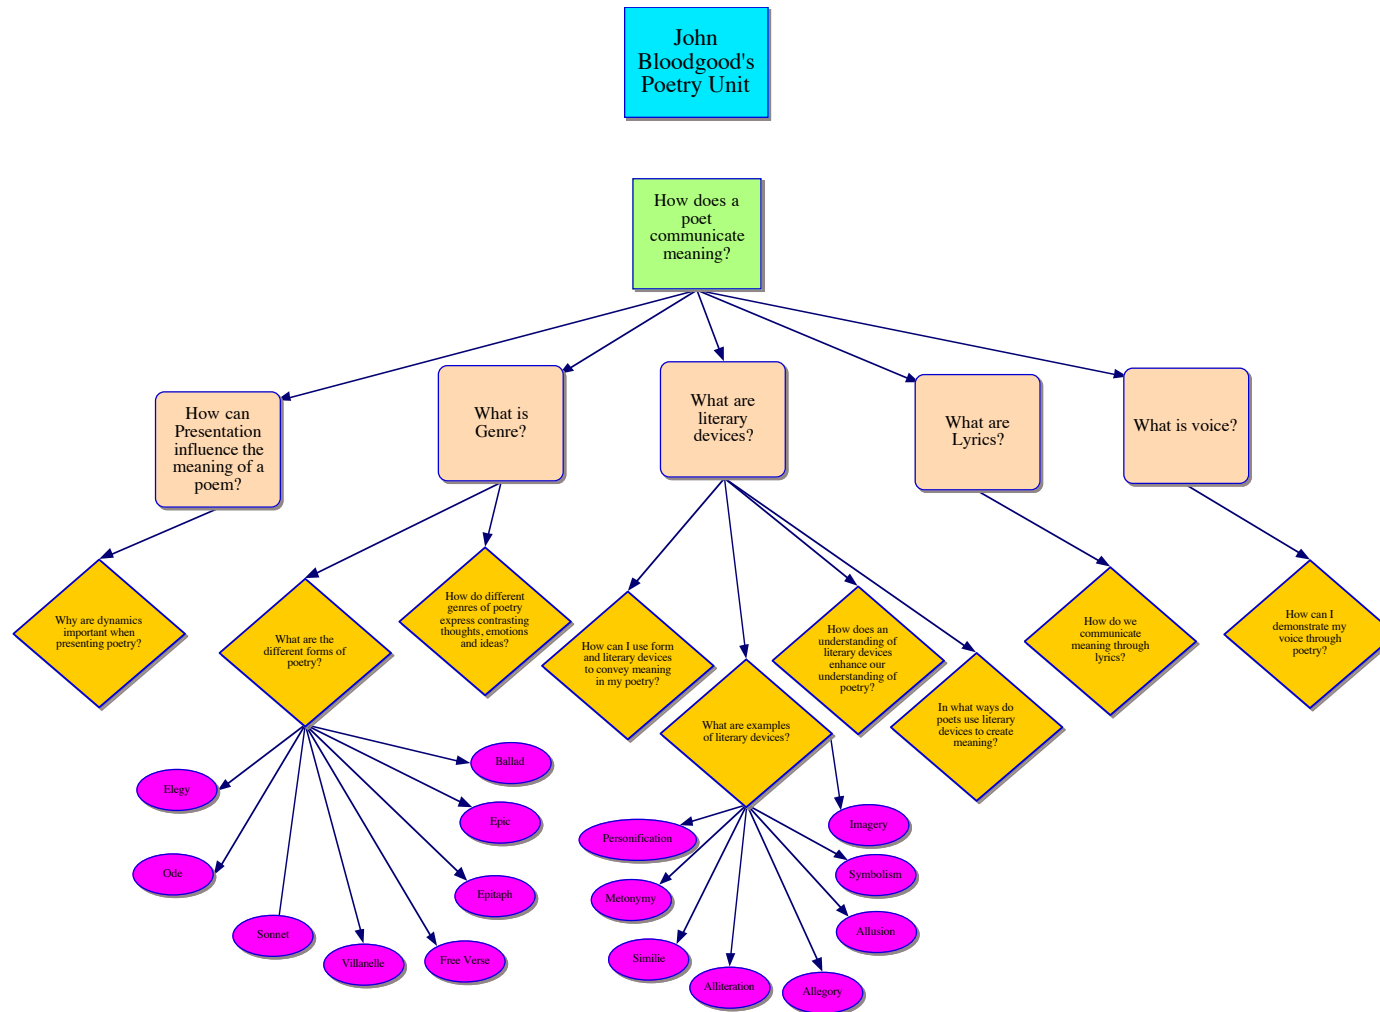 John
Bloodgood's
Poetry Unit
How does a
poet
communicate
meaning?
How can
Presentation
influence the
meaning of a
poem?
What is
Genre?
What are
literary
devices?
What are
Lyrics?
What is voice?
Why are dynamics
important when
presenting poetry?
What are the
different forms of
poetry?
How do different
genres of poetry
express contrasting
thoughts, emotions
and ideas?
How can I use form
and literary devices
to convey meaning
in my poetry?
What are examples
of literary devices?
How does an
understanding of
literary devices
enhance our
understanding of
poetry?
In what ways do
poets use literary
devices to create
meaning?
How do we
communicate
meaning through
lyrics?
How can I
demonstrate my
voice through
poetry?
Elegy
Ode
Sonnet
Villanelle
Free Verse
Epitaph
Epic
Ballad
Personification
Metonymy
Similie
Alliteration
Allegory
Allusion
Symbolism
Imagery